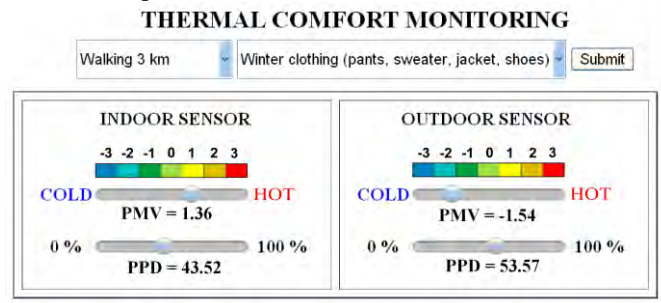 THERMAL COMFORT MONITORING
Walking 3 km Winter clothing (pants, sweater, jacket, shoes) Submit
INDOOR SENSOR
-3 -2 -1 0 1 2 3
COLD HOT
PMV = 1.36
0 % 100 %
PPD = 43.52
OUTDOOR SENSOR
-3 -2 -1 0 1 2 3
COLD HOT
PMV = -1.54
0 % 100 %
PPD = 53.57